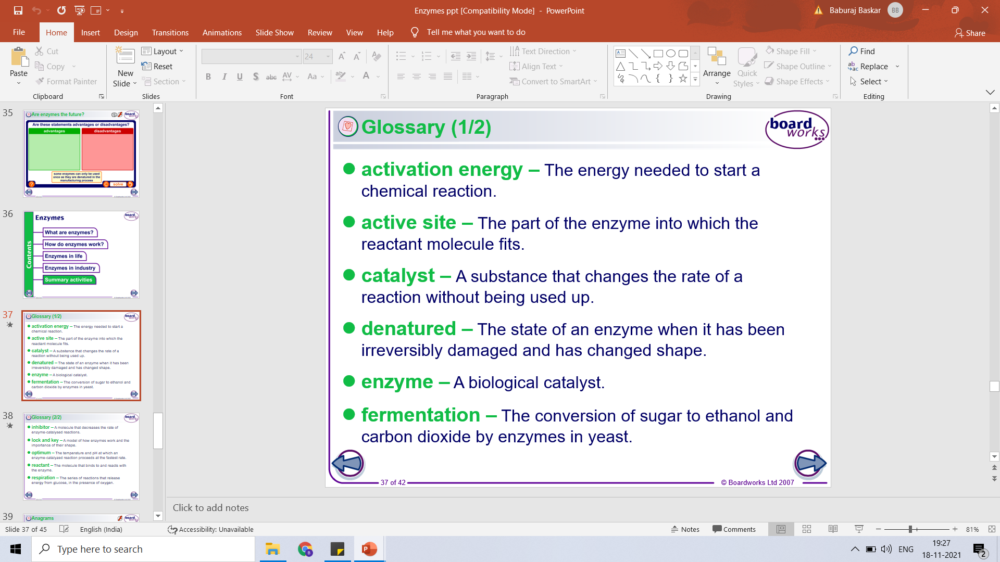 Enzymes ppt [Compatibility Mode] - PowerPoint
Baburaj Baskar BB
File Home Insert Design Transitions Animations Slide Show Review View Help Tell me what you want to do Share
Paste
Cut
Copy
Format Painter
Clipboard
New Slide
Layout
Reset
Section
Slides
24
B I U S abc AV Aa A
Font
Text Direction
Align Text
Convert to SmartArt
Paragraph
Arrange
Quick Styles
Shape Fill
Shape Outline
Shape Effects
Drawing
Find
Replace
Select
Editing
35
Are enzymes the future?
board works
Are these statements advantages or disadvantages?
advantages disadvantages
some enzymes can only be used
once as they are denatured in the
manufacturing process
? solve
36
Enzymes
board works
Contents
What are enzymes?
How do enzymes work?
Enzymes in life
Enzymes in industry
Summary activities
37
Glossary (1/2)
board works
activation energy – The energy needed to start a
chemical reaction.
active site – The part of the enzyme into which the
reactant molecule fits.
catalyst – A substance that changes the rate of a
reaction without being used up.
denatured – The state of an enzyme when it has been
irreversibly damaged and has changed shape.
enzyme – A biological catalyst.
fermentation – The conversion of sugar to ethanol and
carbon dioxide by enzymes in yeast.
38
Glossary (2/2)
board works
inhibitor – A molecule that decreases the rate of
enzyme-catalysed reactions.
lock and key – A model of how enzymes work and the
importance of their shape.
optimum – The temperature and pH at which an
enzyme-catalyzed reaction proceeds at the fastest rate.
reactant – The molecule that binds to and reacts with
the enzyme.
respiration – The series of reactions that release
energy from glucose, in the presence of oxygen.
39
Anagrams
board works
Glossary (1/2)
board
works
activation energy – The energy needed to start a
chemical reaction.
active site – The part of the enzyme into which the
reactant molecule fits.
catalyst – A substance that changes the rate of a
reaction without being used up.
denatured – The state of an enzyme when it has been
irreversibly damaged and has changed shape.
enzyme – A biological catalyst.
fermentation – The conversion of sugar to ethanol and
carbon dioxide by enzymes in yeast.
37 of 42
© Boardworks Ltd 2007
Click to add notes
Slide 37 of 45 English (India) Accessibility: Unavailable Notes Comments 81%
Type here to search
ENG
19:27
18-11-2021
2